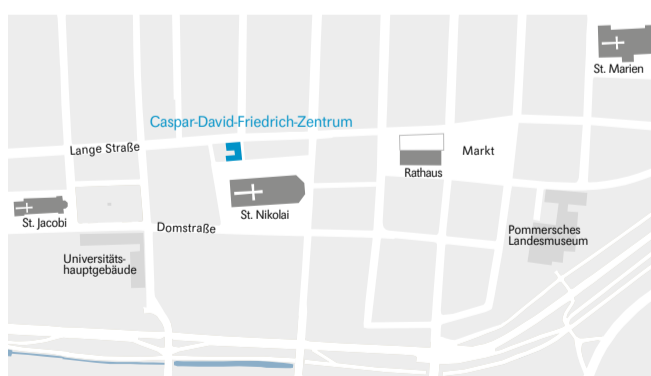 St. Marien
Caspar-David-Friedrich-Zentrum
Lange Straße
Markt
Rathaus
St. Jacobi
St. Nikolai
Domstraße
Pommersches
Landesmuseum
Universitäts-
hauptgebäude